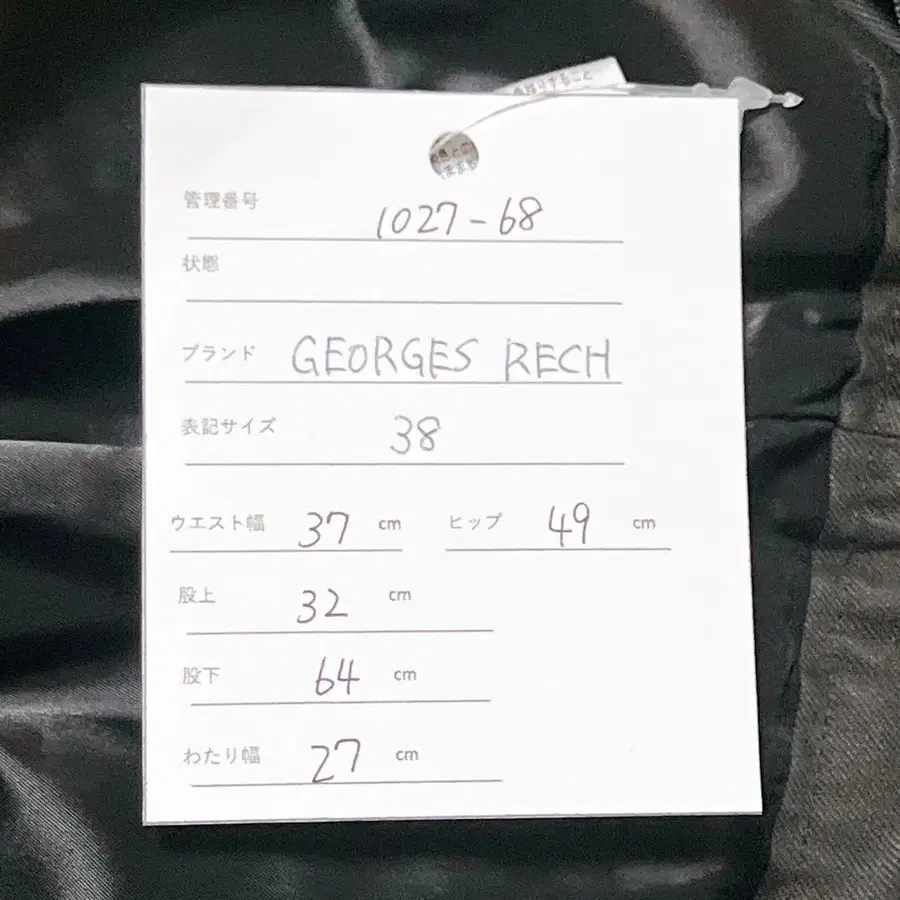 管理番号 1027-68
状態
ブランド GEORGES RECH
表記サイズ 38
ウエスト幅 37 cm ヒップ 49 cm
股上 32 cm
股下 64 cm
わたり幅 27 cm